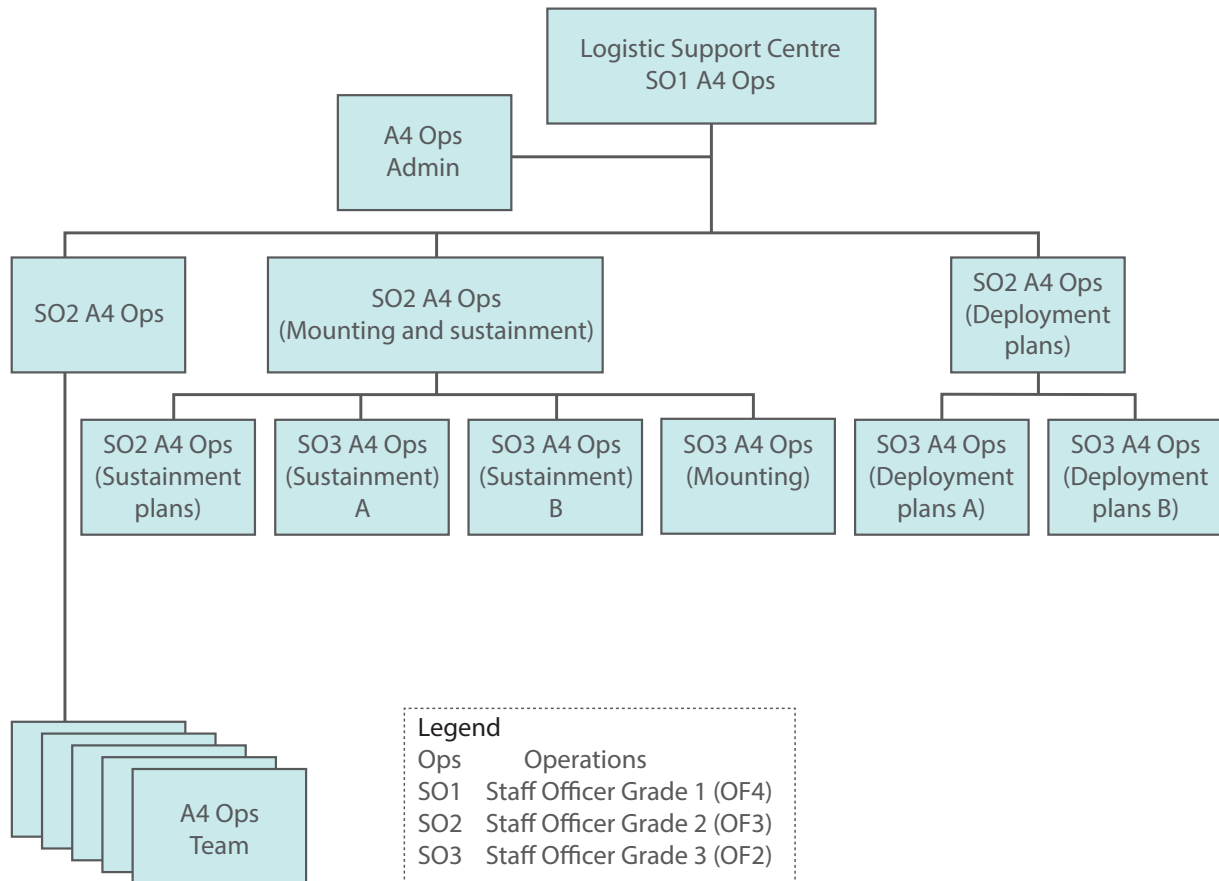 Logistic Support Centre
SO1 A4 Ops
A4 Ops
Admin
SO2 A4 Ops
SO2 A4 Ops
(Mounting and sustainment)
SO2 A4 Ops
(Deployment
plans)
SO2 A4 Ops
(Sustainment
plans)
SO3 A4 Ops
(Sustainment)
A
SO3 A4 Ops
(Sustainment)
B
SO3 A4 Ops
(Mounting)
SO3 A4 Ops
(Deployment
plans A)
SO3 A4 Ops
(Deployment
plans B)
A4 Ops
Team
Legend
Ops Operations
SO1 Staff Officer Grade 1 (OF4)
SO2 Staff Officer Grade 2 (OF3)
SO3 Staff Officer Grade 3 (OF2)